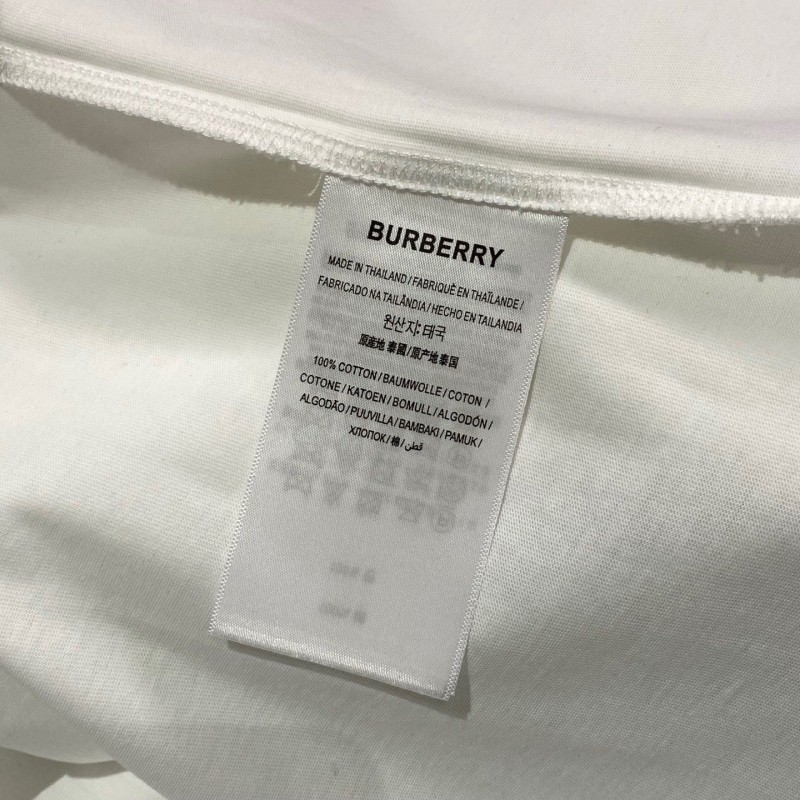 BURBERRY
MADE IN THAILAND / FABRIQUÉ EN THAÏLANDE /
FABRICADO NA TAILÂNDIA / HECHO EN TAILANDIA
원산지: 태국
原産地 泰國 / 原产地 泰国
100% COTTON / BAUMWOLLE / COTON /
COTONE / KATOEN / BOMULL / ALGODÓN /
ALGODÃO / PUUVILLA / BAMBAKI / PAMUK /
ХЛОПОК / 棉 / قطن